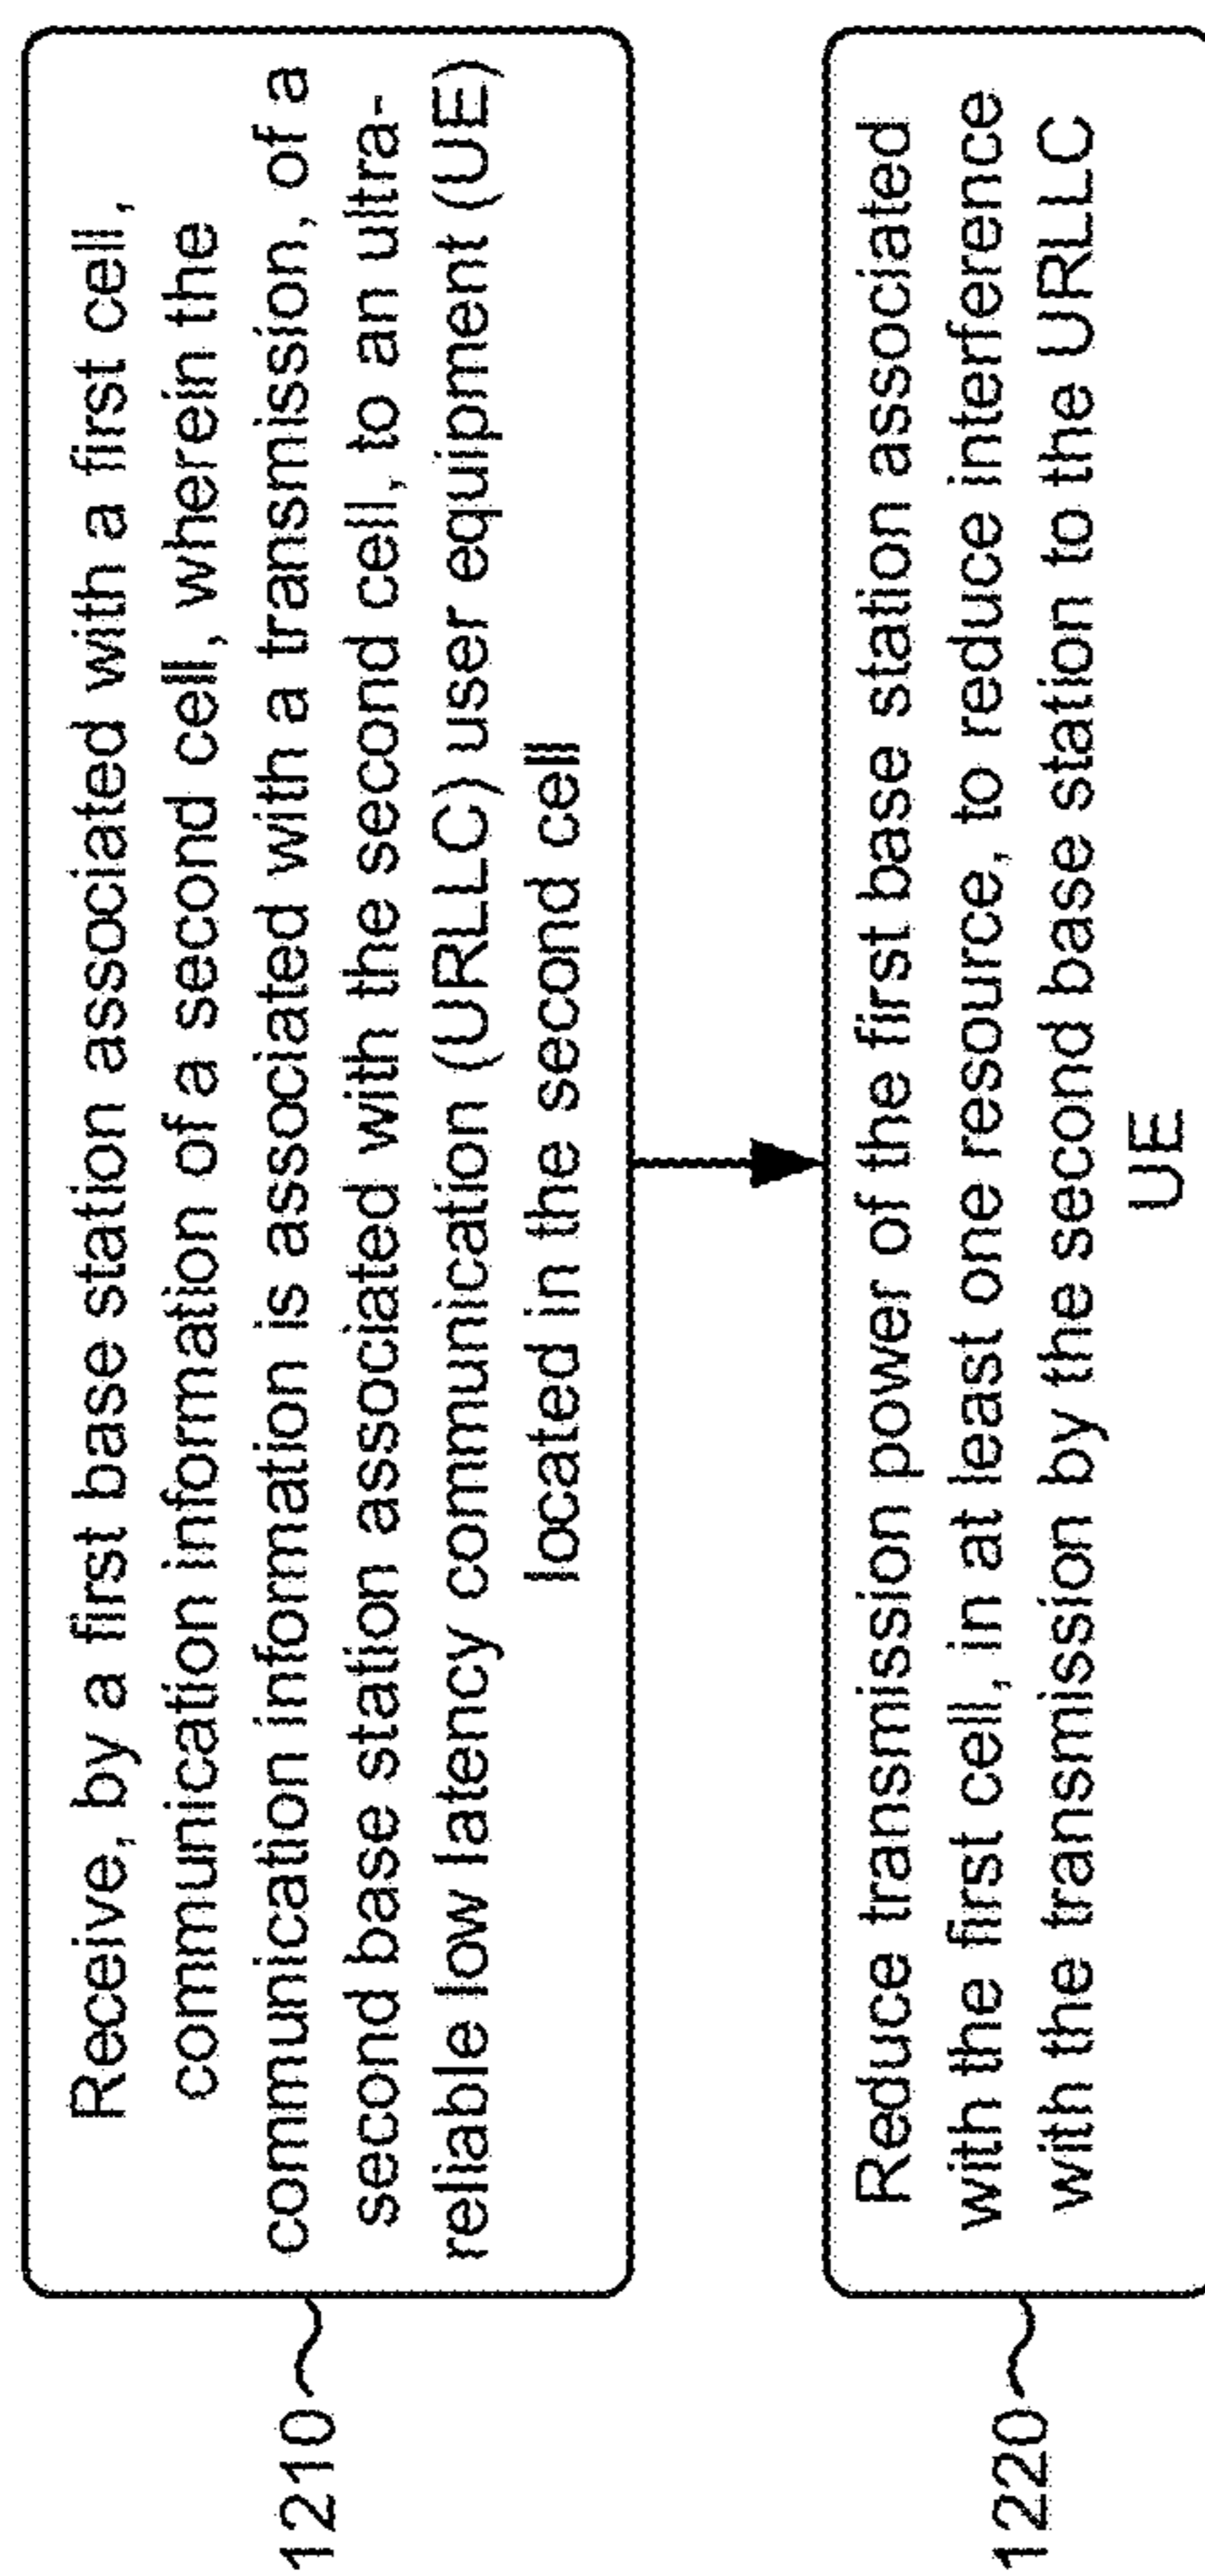 1210
Receive, by a first base station associated with a first cell,
communication information of a second cell, wherein the
communication information is associated with a transmission, of a
second base station associated with the second cell, to an ultra-
reliable low latency communication (URLLC) user equipment (UE)
located in the second cell
1220
Reduce transmission power of the first base station associated
with the first cell, in at least one resource, to reduce interference
with the transmission by the second base station to the URLLC
UE